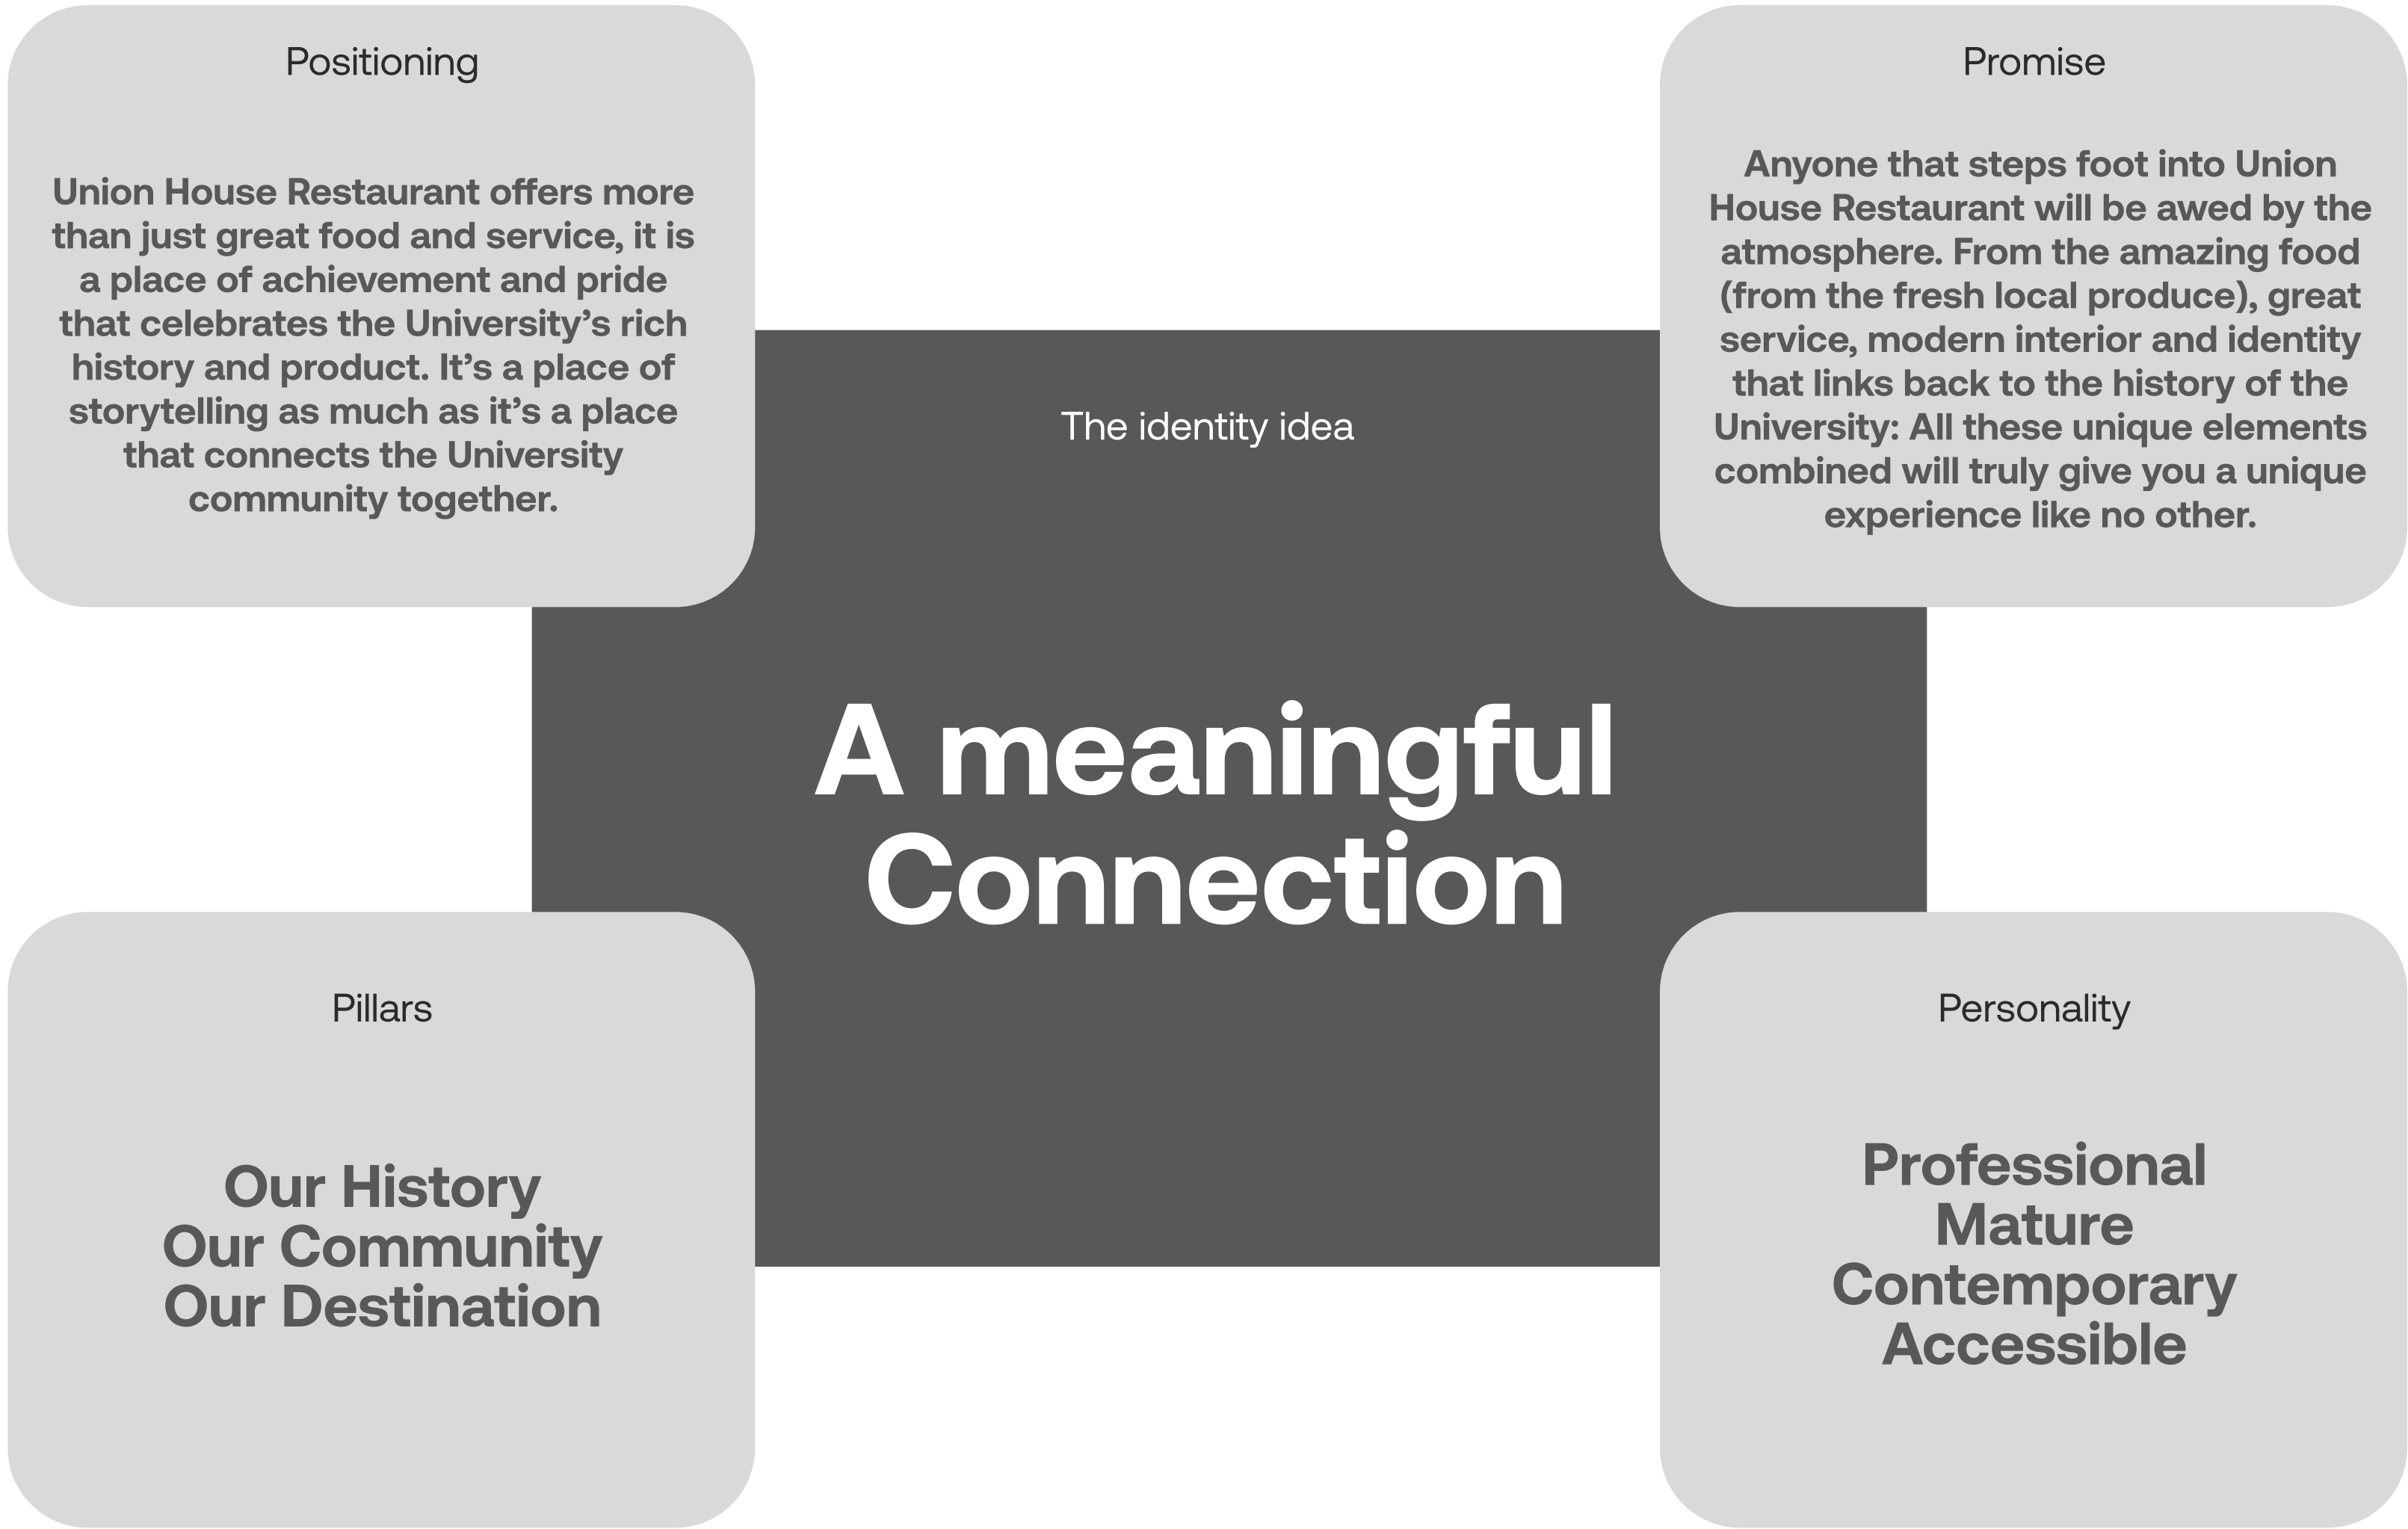 Positioning
Union House Restaurant offers more
than just great food and service, it is
a place of achievement and pride
that celebrates the University’s rich
history and product. It’s a place of
storytelling as much as it’s a place
that connects the University
community together.
Promise
Anyone that steps foot into Union
House Restaurant will be awed by the
atmosphere. From the amazing food
(from the fresh local produce), great
service, modern interior and identity
that links back to the history of the
University: All these unique elements
combined will truly give you a unique
experience like no other.
The identity idea
A meaningful
Connection
Pillars
Our History
Our Community
Our Destination
Personality
Professional
Mature
Contemporary
Accessible